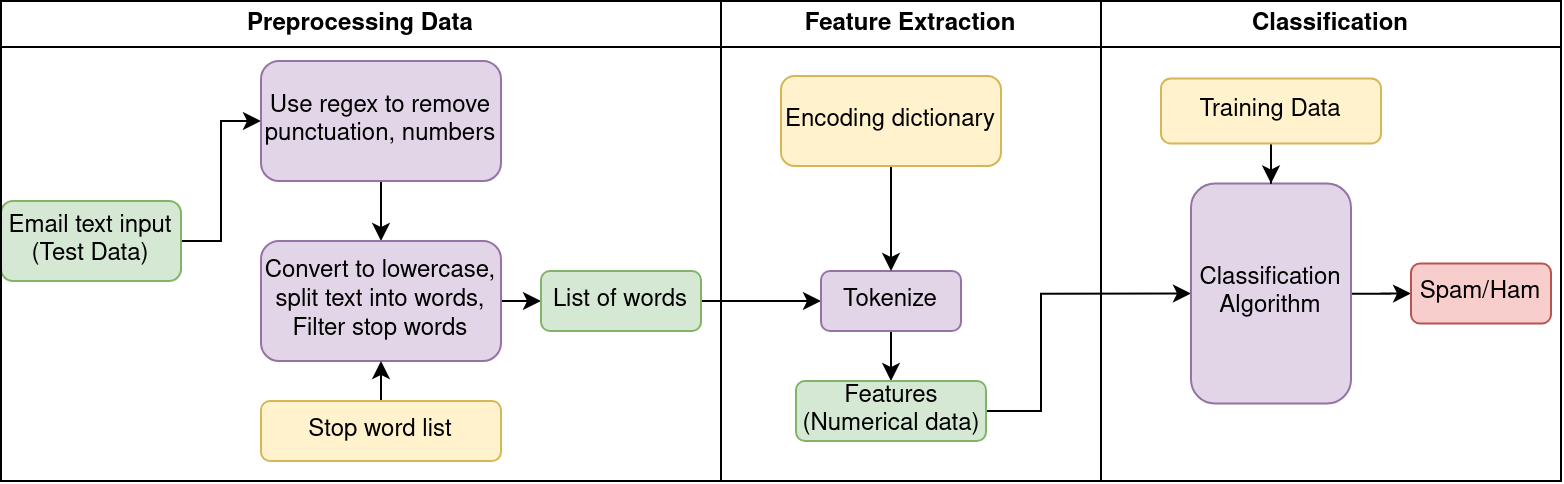 Preprocessing Data
Feature Extraction
Classification
Use regex to remove
punctuation, numbers
Email text input
(Test Data)
Convert to lowercase,
split text into words,
Filter stop words
Stop word list
List of words
Encoding dictionary
Tokenize
Features
(Numerical data)
Training Data
Classification
Algorithm
Spam/Ham